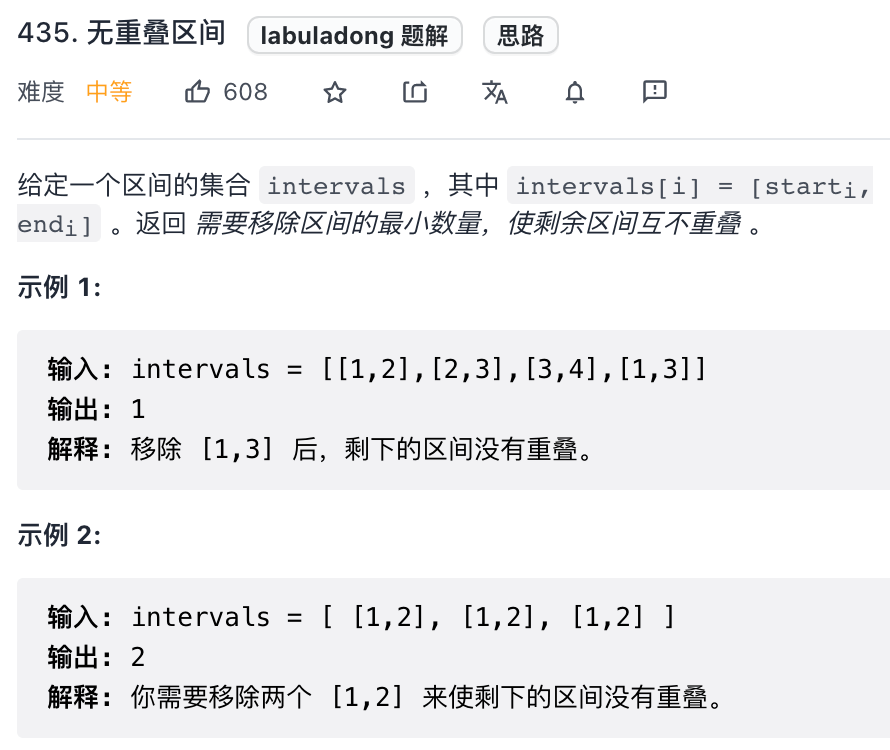 435. 无重叠区间 labuladong 题解 思路
难度 中等 608
给定一个区间的集合 intervals ，其中 intervals[i] = [starti,
endi] 。返回 需要移除区间的最小数量，使剩余区间互不重叠 。
示例 1:
输入: intervals = [[1,2],[2,3],[3,4],[1,3]]
输出: 1
解释: 移除 [1,3] 后，剩下的区间没有重叠。
示例 2:
输入: intervals = [ [1,2], [1,2], [1,2] ]
输出: 2
解释: 你需要移除两个 [1,2] 来使剩下的区间没有重叠。